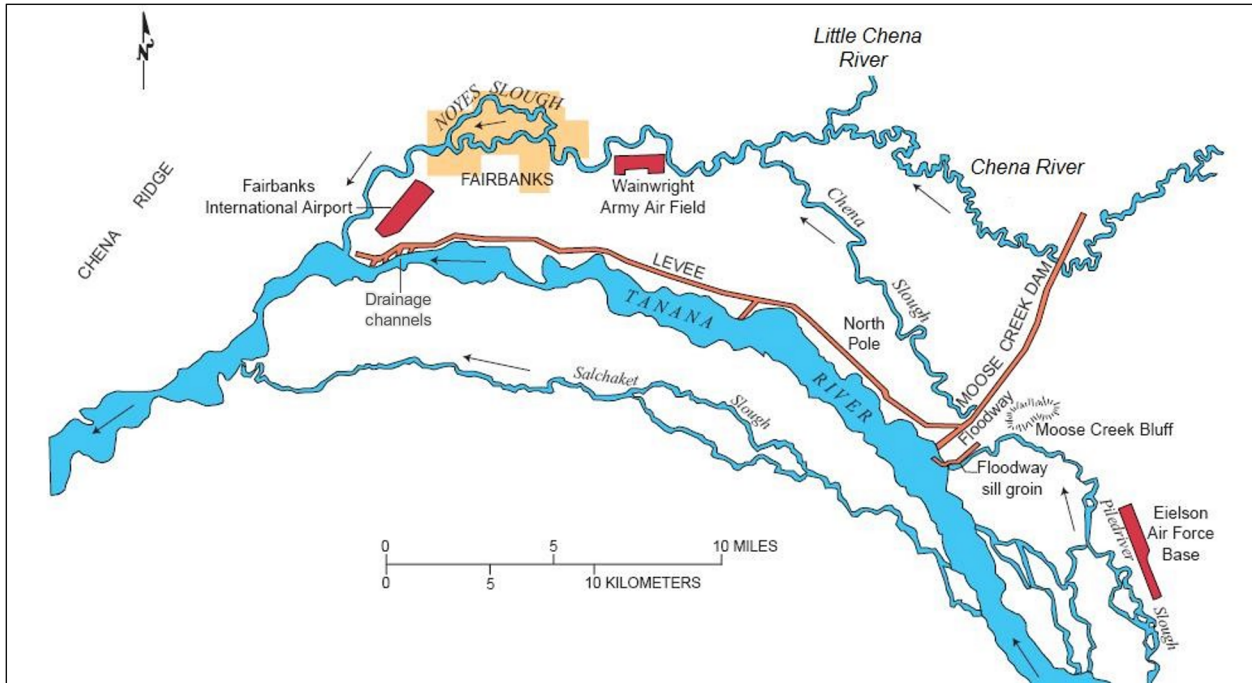 N
Little Chena
River
NOYES SLOUGH
Chena River
FAIRBANKS
Wainwright
Army Air Field
Fairbanks
International Airport
CHENA RIDGE
Chena Slough
LEVEE
MOOSE CREEK DAM
Drainage
channels
TANANA RIVER
North
Pole
Salchaket Slough
Floodway
Moose Creek Bluff
Floodway
sill groin
Piledriver Slough
Eielson
Air Force
Base
0 5 10 MILES
0 5 10 KILOMETERS